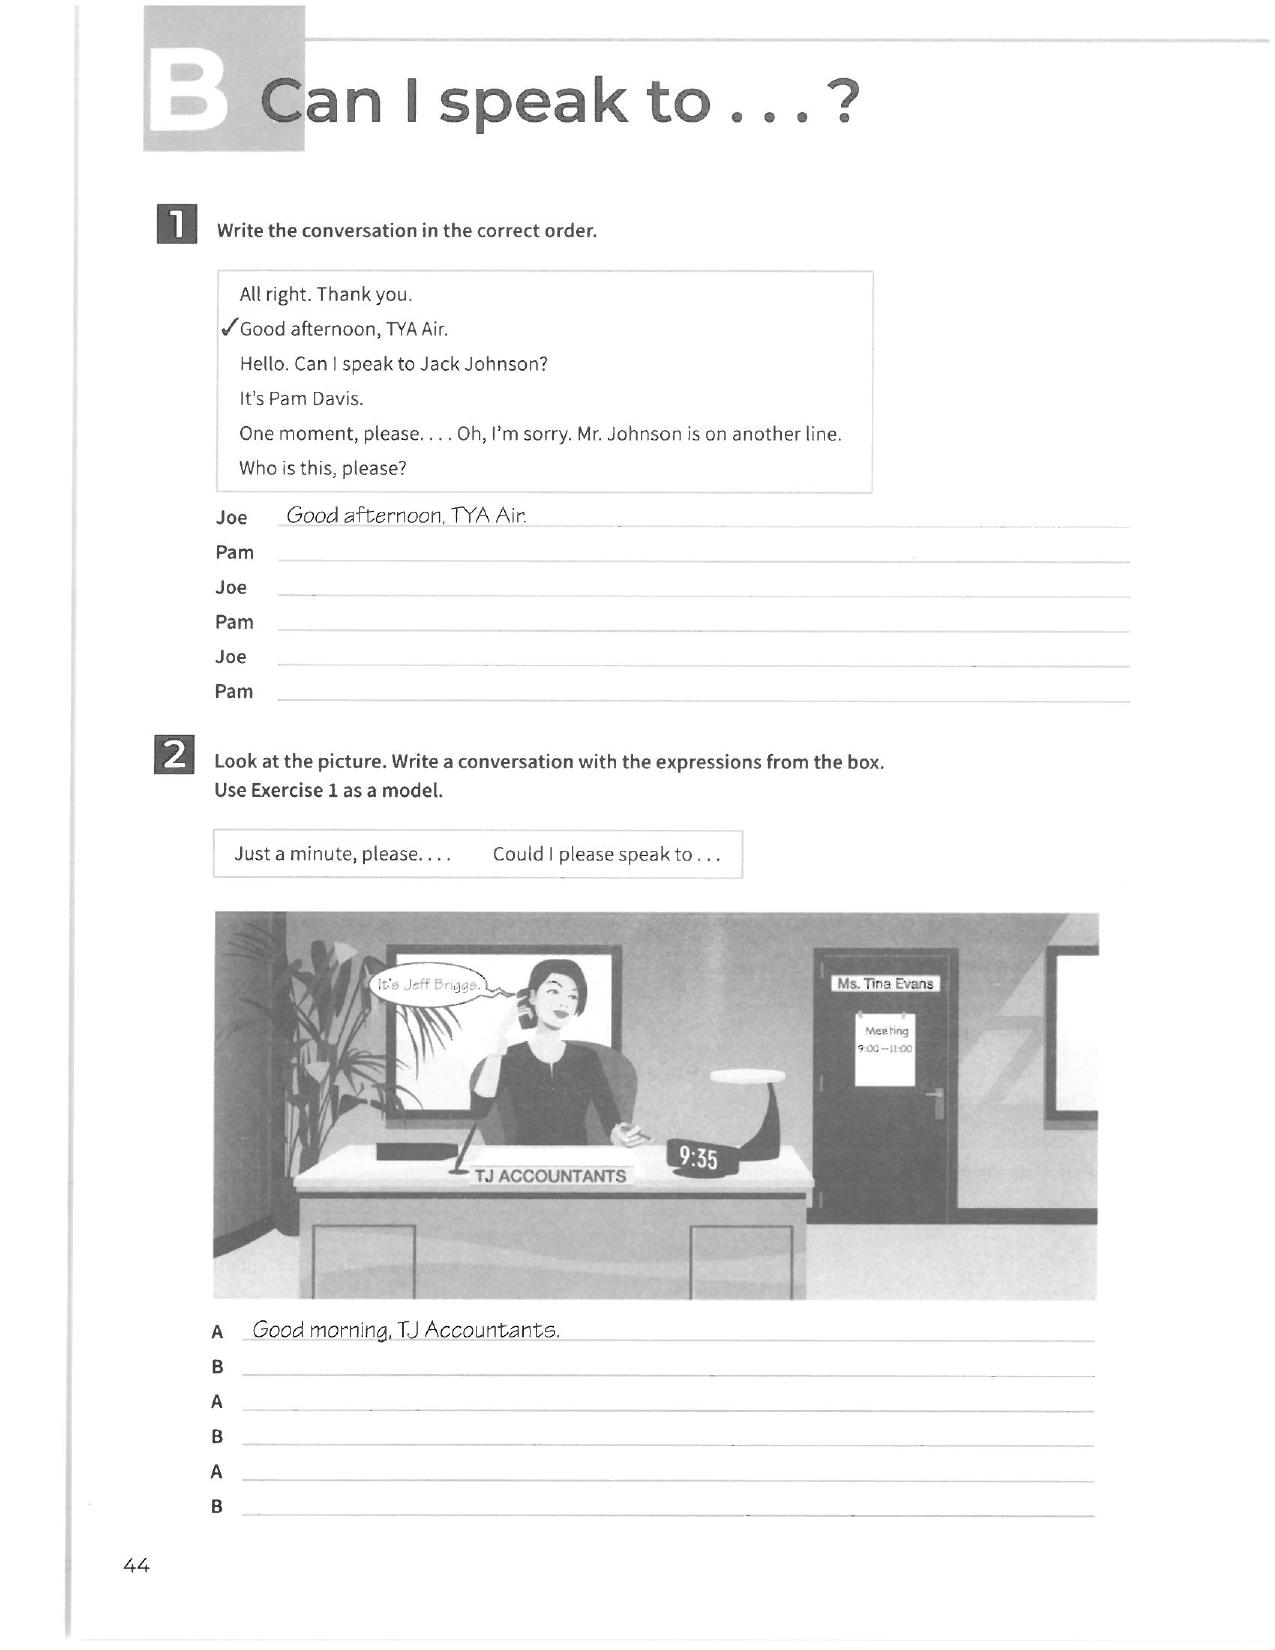 B Can I speak to . . . ?
1 Write the conversation in the correct order.
All right. Thank you.
✓Good afternoon, TYA Air.
Hello. Can I speak to Jack Johnson?
It's Pam Davis.
One moment, please. . . . Oh, I'm sorry. Mr. Johnson is on another line.
Who is this, please?
Joe Good afternoon, TYA Air.
Pam
Joe
Pam
Joe
Pam
2 Look at the picture. Write a conversation with the expressions from the box.
Use Exercise 1 as a model.
Just a minute, please. . . . Could I please speak to . . .
It's Jeff Briggs.
Ms. Tina Evans
Meeting
9:00–11:00
9:35
TJ ACCOUNTANTS
A Good morning, TJ Accountants.
B
A
B
A
B
44